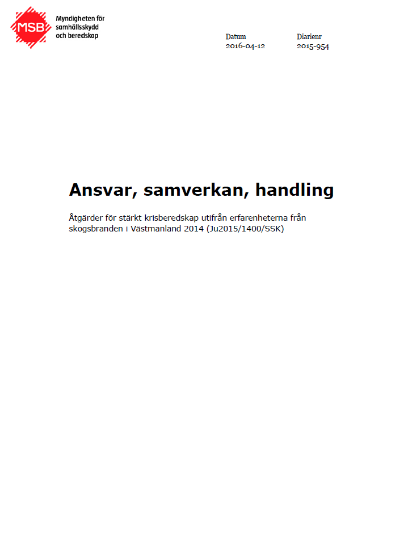 MSB
Myndigheten för
samhällsskydd
och beredskap
Datum
2016-04-12
Diarienr
2015-954
Ansvar, samverkan, handling
Åtgärder för stärkt krisberedskap utifrån erfarenheterna från
skogsbranden i Västmanland 2014 (Ju2015/1400/SSK)